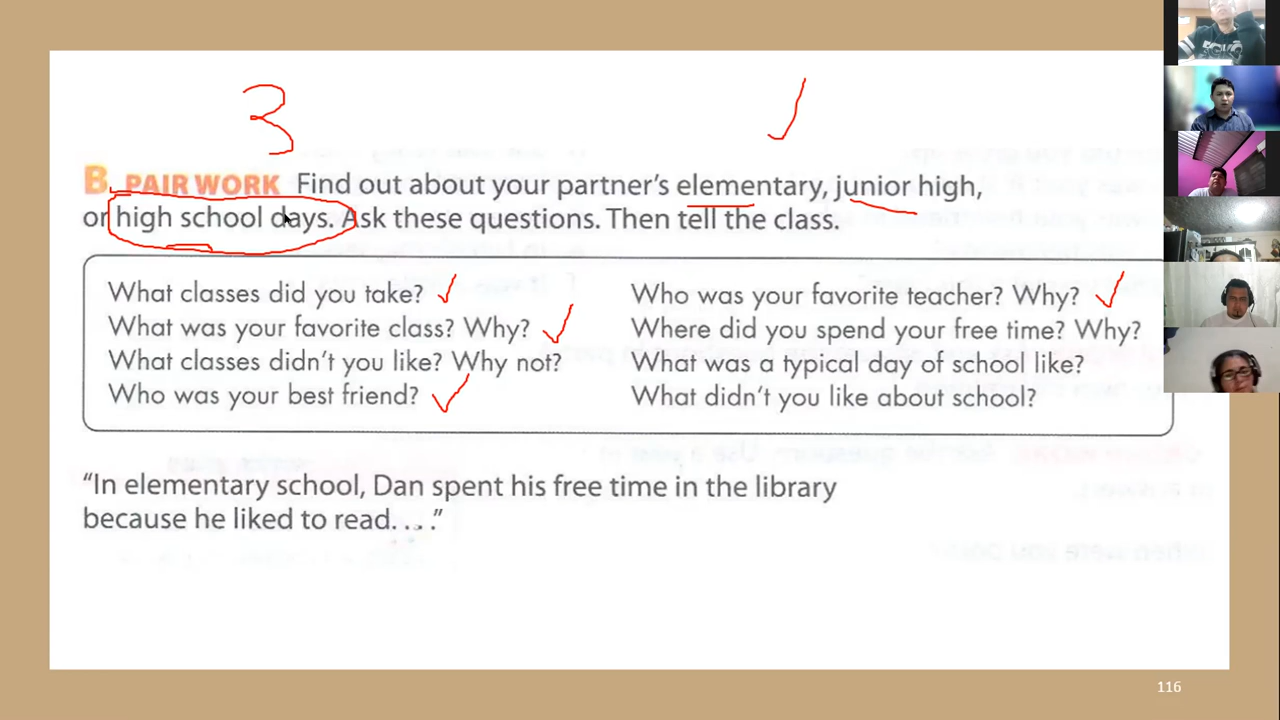 3
B. PAIR WORK Find out about your partner's elementary, junior high,
or high school days. Ask these questions. Then tell the class.
What classes did you take?
What was your favorite class? Why?
What classes didn't you like? Why not?
Who was your best friend?
Who was your favorite teacher? Why?
Where did you spend your free time? Why?
What was a typical day of school like?
What didn't you like about school?
"In elementary school, Dan spent his free time in the library
because he liked to read. . . ."
116